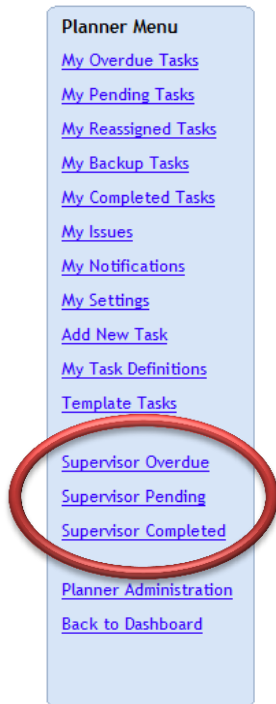 Planner Menu
My Overdue Tasks
My Pending Tasks
My Reassigned Tasks
My Backup Tasks
My Completed Tasks
My Issues
My Notifications
My Settings
Add New Task
My Task Definitions
Template Tasks
Supervisor Overdue
Supervisor Pending
Supervisor Completed
Planner Administration
Back to Dashboard